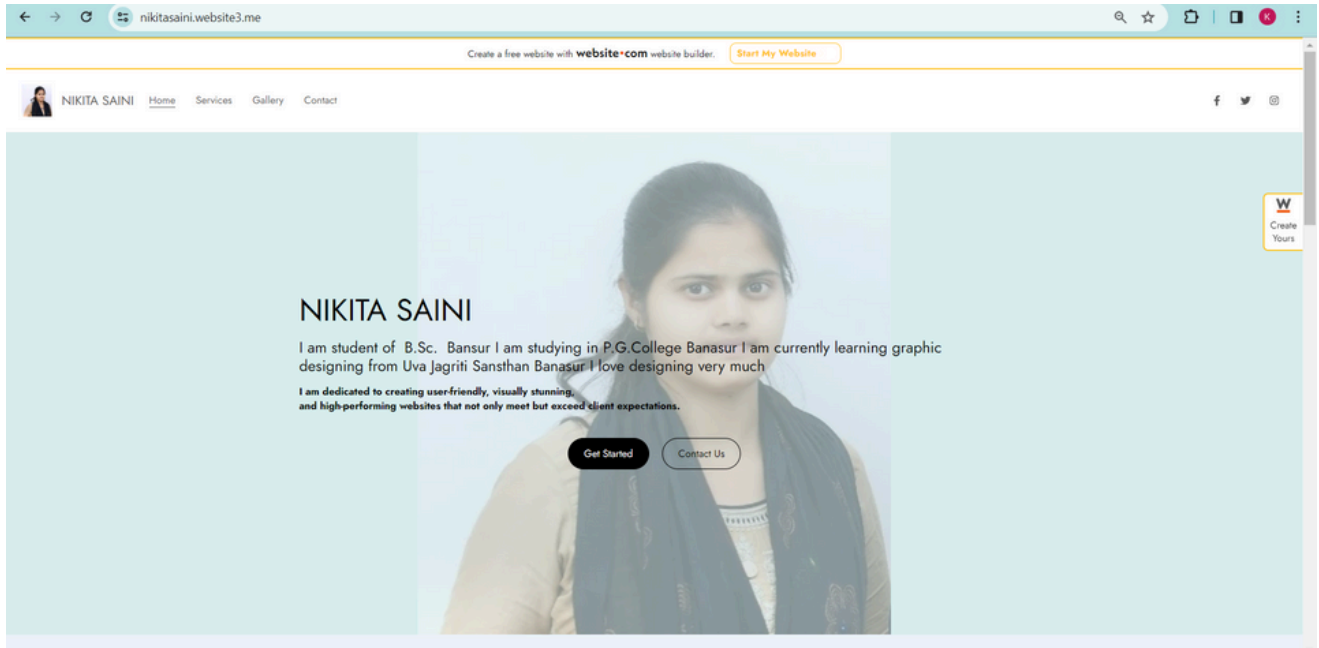 nikitasaini.website3.me
K
Create a free website with website•com website builder. Start My Website
NIKITA SAINI Home Services Gallery Contact
W
Create
Yours
NIKITA SAINI
I am student of B.Sc. Bansur I am studying in P.G.College Banasur I am currently learning graphic
designing from Uva Jagriti Sansthan Banasur I love designing very much
I am dedicated to creating user-friendly, visually stunning,
and high-performing websites that not only meet but exceed client expectations.
Get Started Contact Us